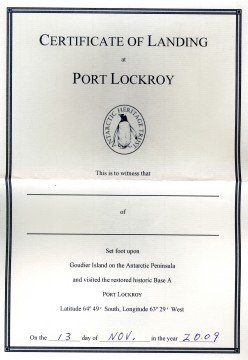 CERTIFICATE OF LANDING
at
PORT LOCKROY
ANTARCTIC HERITAGE TRUST
This is to witness that
of
Set foot upon
Goudier Island on the Antarctic Peninsula
and visited the restored historic Base A
PORT LOCKROY
Latitude 64° 49' South, Longitude 63° 29' West
On the 13 day of NOV. in the year 2009